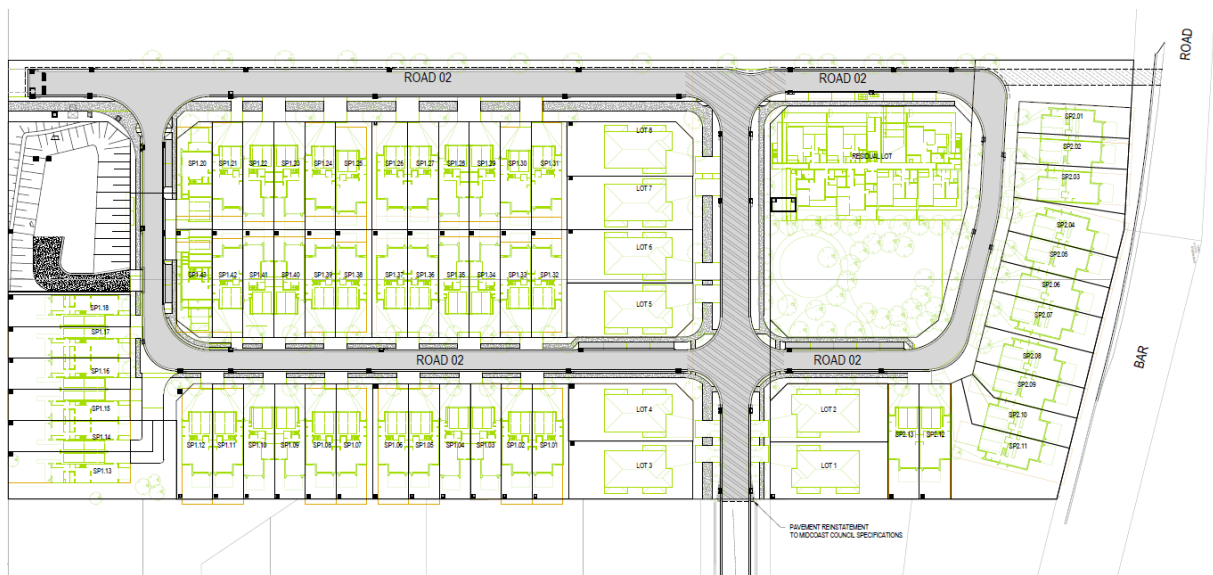 ROAD
ROAD 02
ROAD 02
SP2.01
SP2.02
SP2.03
SP2.04
SP2.05
SP2.06
SP2.07
SP2.08
SP2.09
SP2.10
SP2.11
BAR
LOT 8
RESIDUAL LOT
SP1.20
SP1.21
SP1.22
SP1.23
SP1.24
SP1.25
SP1.26
SP1.27
SP1.28
SP1.29
SP1.30
SP1.31
LOT 7
LOT 6
SP1.43
SP1.42
SP1.41
SP1.40
SP1.39
SP1.38
SP1.37
SP1.36
SP1.35
SP1.34
SP1.33
SP1.32
LOT 5
SP1.18
SP1.17
SP1.16
SP1.15
SP1.14
SP1.13
ROAD 02
ROAD 02
SP1.12
SP1.11
SP1.10
SP1.09
SP1.08
SP1.07
SP1.06
SP1.05
SP1.04
SP1.03
SP1.02
SP1.01
LOT 4
LOT 2
SP2.13
SP2.12
LOT 3
LOT 1
PAVEMENT REINSTATEMENT
TO MIDCOAST COUNCIL SPECIFICATIONS